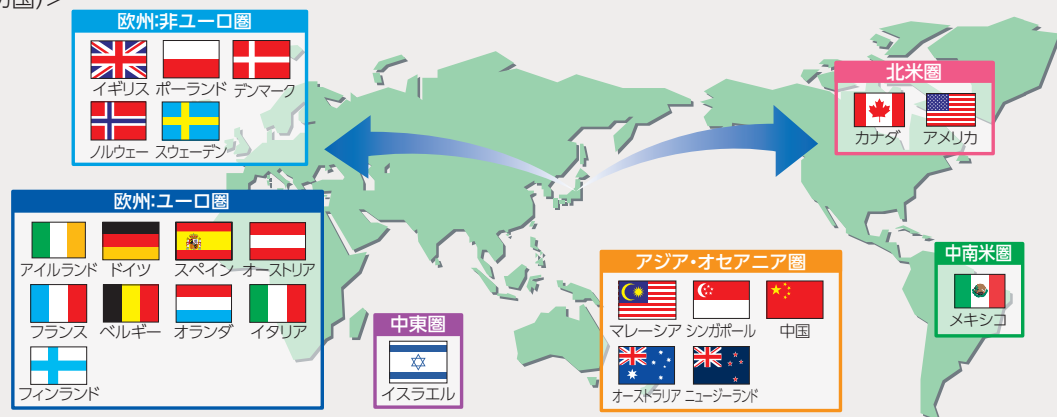 欧州:非ユーロ圏
イギリス ポーランド デンマーク
ノルウェー スウェーデン
北米圏
カナダ アメリカ
欧州:ユーロ圏
アイルランド ドイツ スペイン オーストリア
フランス ベルギー オランダ イタリア
フィンランド
中東圏
イスラエル
アジア・オセアニア圏
マレーシア シンガポール 中国
オーストラリア ニュージーランド
中南米圏
メキシコ